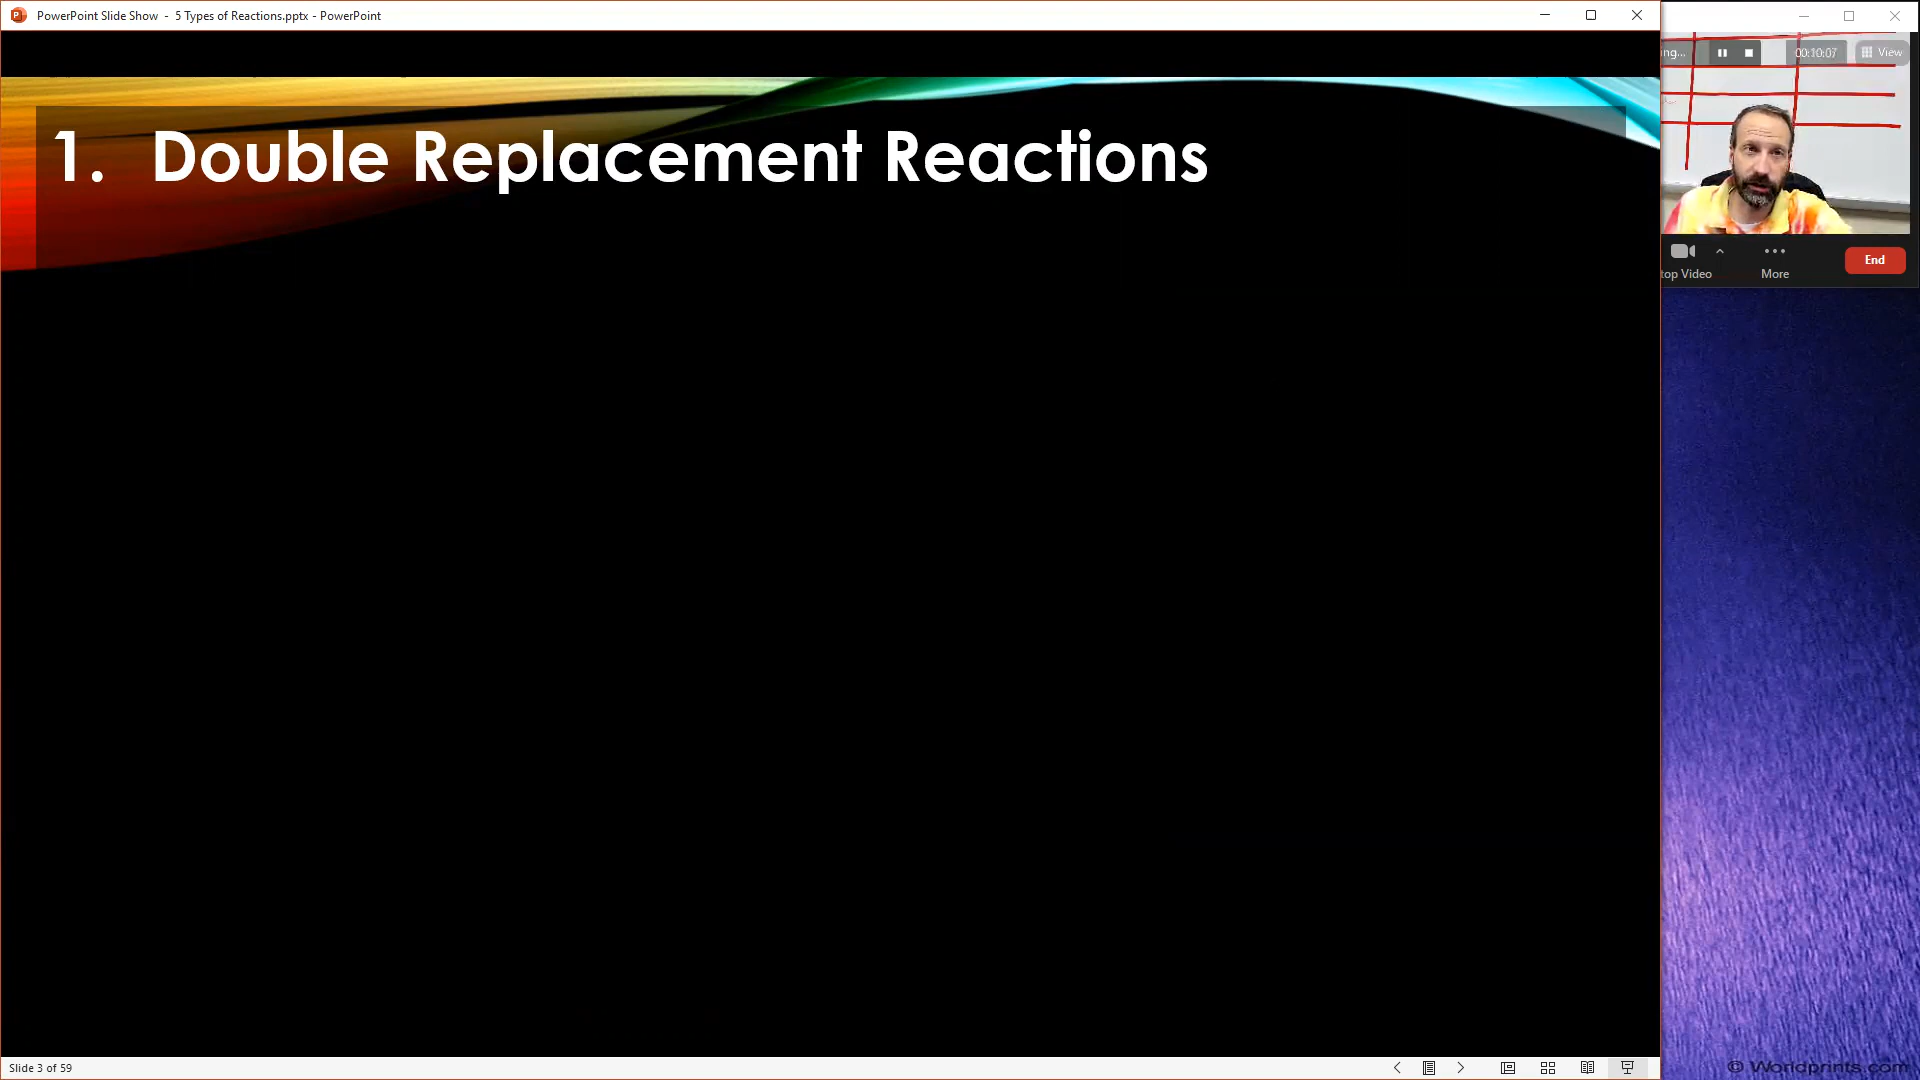 PowerPoint Slide Show - 5 Types of Reactions.pptx - PowerPoint
1. Double Replacement Reactions
ng...
00:10:07
View
top Video
More
End
Slide 3 of 59
© Worldprints.com